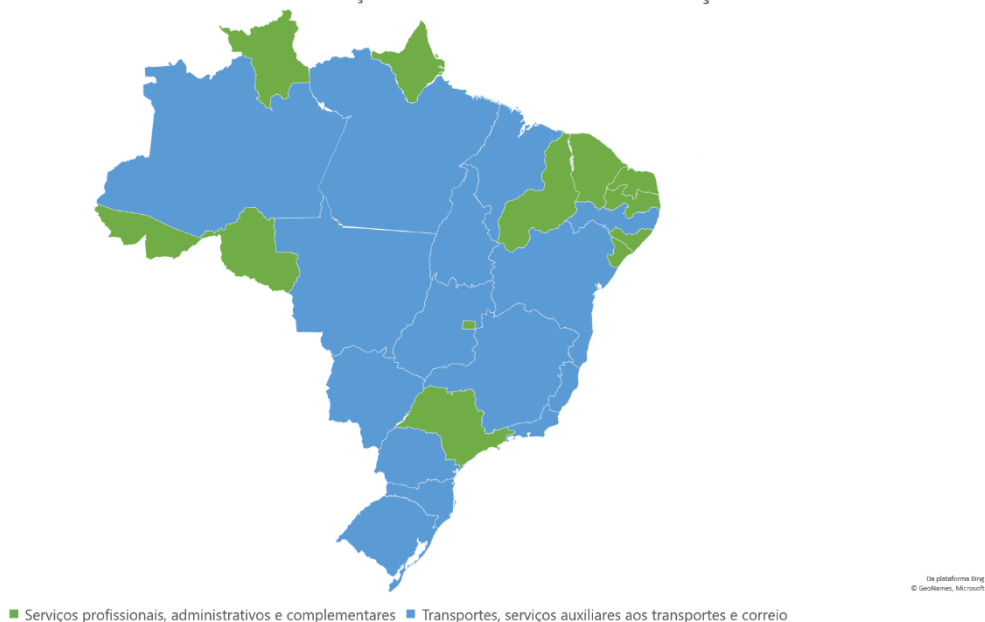 Da plataforma Bing
© GeoNames, Microsoft
Serviços profissionais, administrativos e complementares Transportes, serviços auxiliares aos transportes e correio